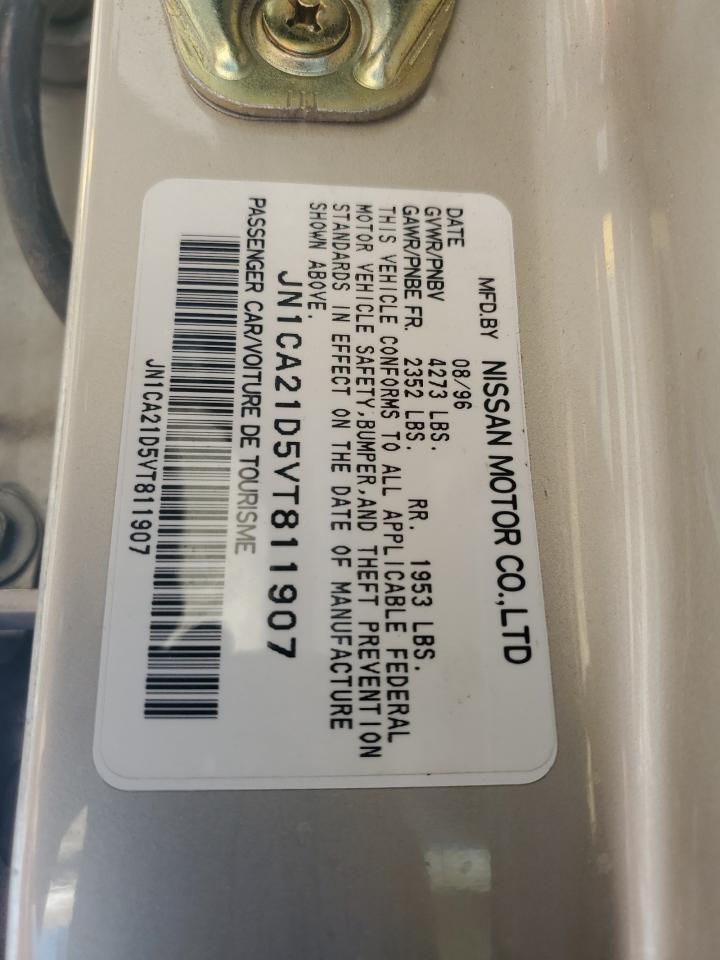 MFD.BY NISSAN MOTOR CO.,LTD
DATE 08/96
GVWR/PNBV 4273 LBS.
GAWR/PNBE FR. 2352 LBS. RR. 1953 LBS.
THIS VEHICLE CONFORMS TO ALL APPLICABLE FEDERAL
MOTOR VEHICLE SAFETY,BUMPER,AND THEFT PREVENTION
STANDARDS IN EFFECT ON THE DATE OF MANUFACTURE
SHOWN ABOVE.
JN1CA21D5VT811907
PASSENGER CAR/VOITURE DE TOURISME
JN1CA21D5VT811907